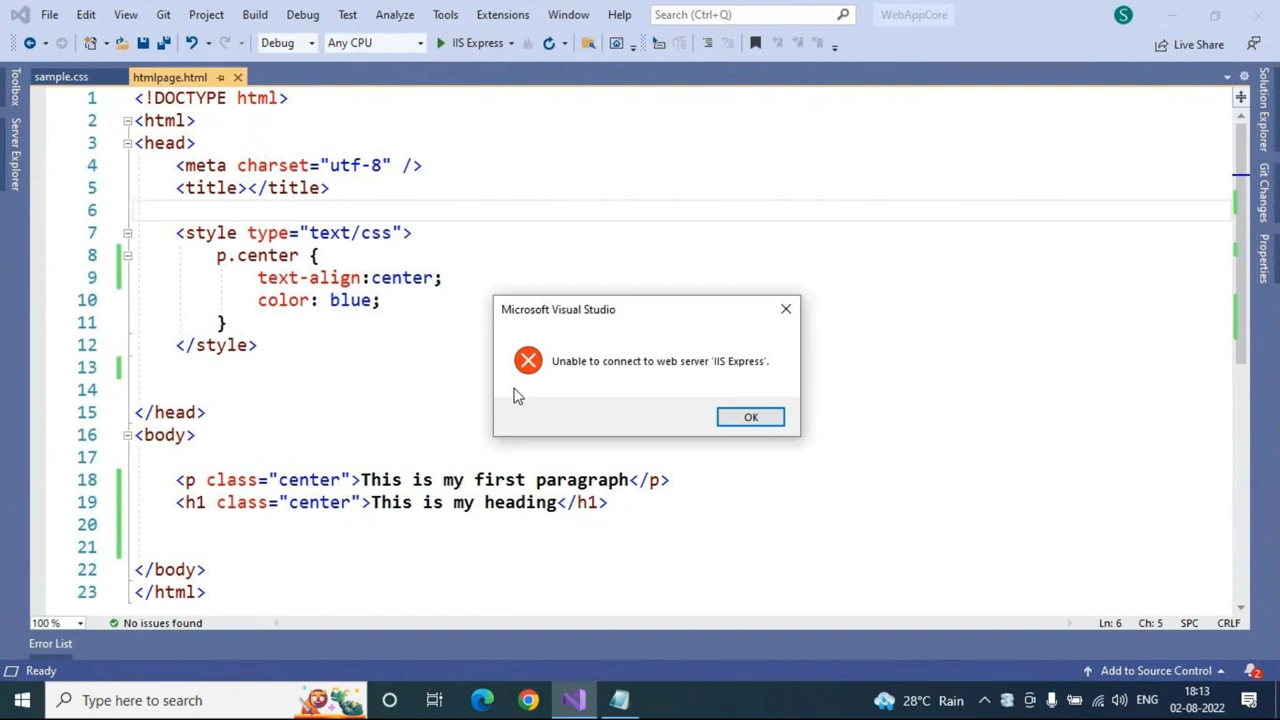 File Edit View Git Project Build Debug Test Analyze Tools Extensions Window Help Search (Ctrl+Q) WebAppCore S
Debug Any CPU IIS Express Live Share
sample.css htmlpage.html
Toolbox
Server Explorer
Solution Explorer
Git Changes
Properties
1 <!DOCTYPE html>
2 <html>
3 <head>
4 <meta charset="utf-8" />
5 <title></title>
6
7 <style type="text/css">
8 p.center {
9 text-align:center;
10 color: blue;
11 }
12 </style>
13
14
15 </head>
16 <body>
17
18 <p class="center">This is my first paragraph</p>
19 <h1 class="center">This is my heading</h1>
20
21
22 </body>
23 </html>
Microsoft Visual Studio
Unable to connect to web server 'IIS Express'.
OK
100 % No issues found Ln: 6 Ch: 5 SPC CRLF
Error List
Ready Add to Source Control 2
Type here to search 28°C Rain ENG 18:13
02-08-2022